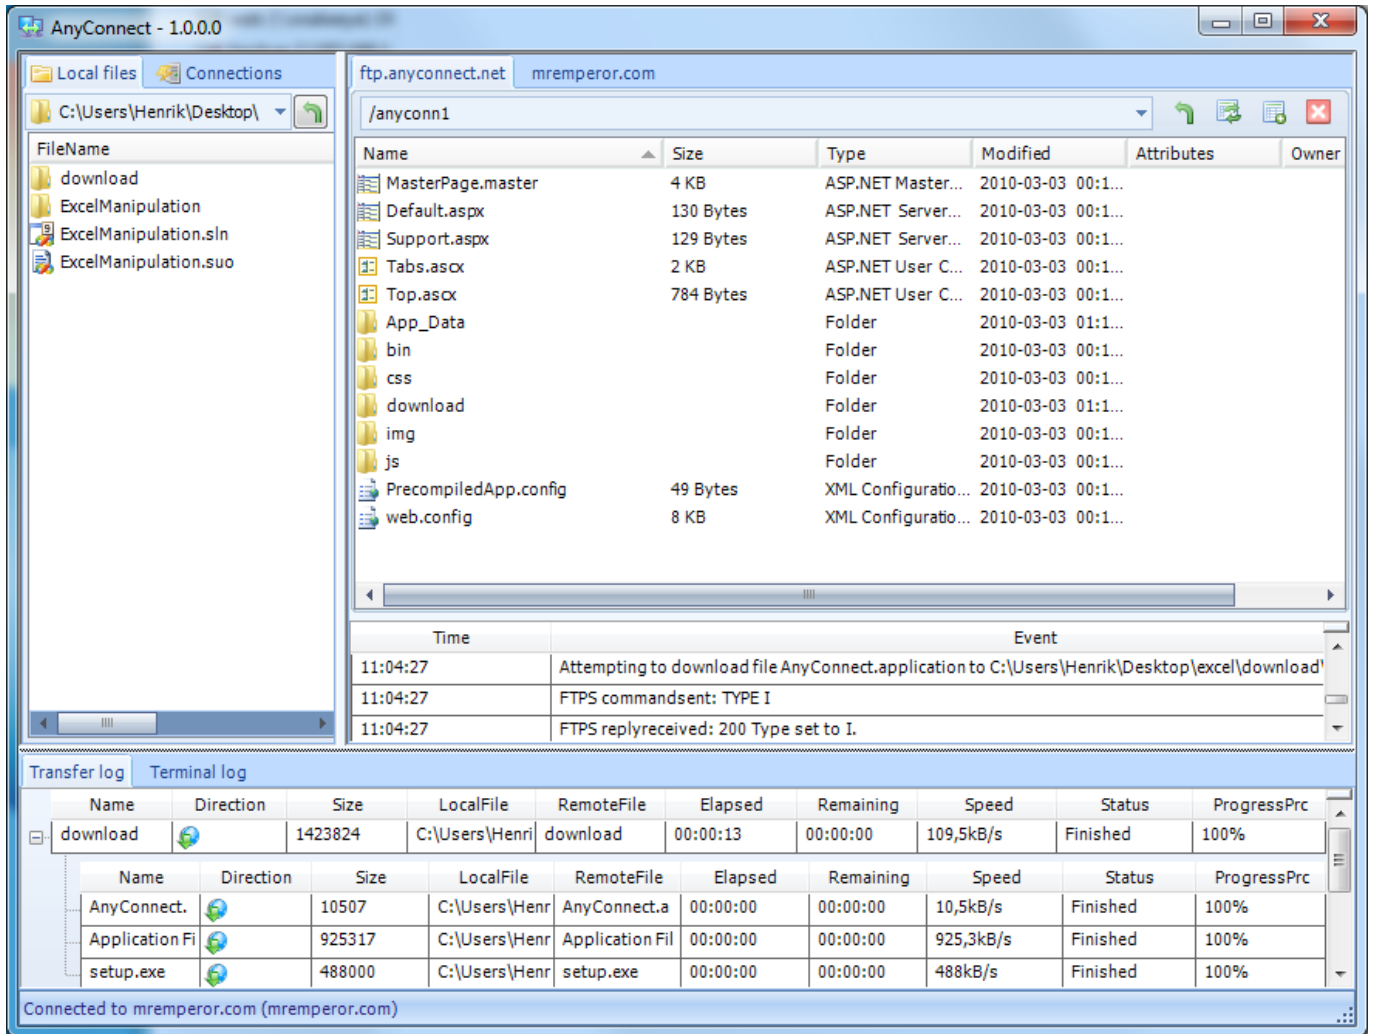 AnyConnect - 1.0.0.0
Local files Connections
C:\Users\Henrik\Desktop\
FileName
download
ExcelManipulation
ExcelManipulation.sln
ExcelManipulation.suo
ftp.anyconnect.net mremperor.com
/anyconn1
Name Size Type Modified Attributes Owner
MasterPage.master 4 KB ASP.NET Master... 2010-03-03 00:1...
Default.aspx 130 Bytes ASP.NET Server... 2010-03-03 00:1...
Support.aspx 129 Bytes ASP.NET Server... 2010-03-03 00:1...
Tabs.ascx 2 KB ASP.NET User C... 2010-03-03 00:1...
Top.ascx 784 Bytes ASP.NET User C... 2010-03-03 00:1...
App_Data Folder 2010-03-03 01:1...
bin Folder 2010-03-03 00:1...
css Folder 2010-03-03 00:1...
download Folder 2010-03-03 01:1...
img Folder 2010-03-03 00:1...
js Folder 2010-03-03 00:1...
PrecompiledApp.config 49 Bytes XML Configuratio... 2010-03-03 00:1...
web.config 8 KB XML Configuratio... 2010-03-03 00:1...
Time Event
11:04:27 Attempting to download file AnyConnect.application to C:\Users\Henrik\Desktop\excel\download\
11:04:27 FTPS commandsent: TYPE I
11:04:27 FTPS replyreceived: 200 Type set to I.
Transfer log Terminal log
Name Direction Size LocalFile RemoteFile Elapsed Remaining Speed Status ProgressPrc
download 1423824 C:\Users\Henri download 00:00:13 00:00:00 109,5kB/s Finished 100%
Name Direction Size LocalFile RemoteFile Elapsed Remaining Speed Status ProgressPrc
AnyConnect. 10507 C:\Users\Henr AnyConnect.a 00:00:00 00:00:00 10,5kB/s Finished 100%
Application Fi 925317 C:\Users\Henr Application Fil 00:00:00 00:00:00 925,3kB/s Finished 100%
setup.exe 488000 C:\Users\Henr setup.exe 00:00:00 00:00:00 488kB/s Finished 100%
Connected to mremperor.com (mremperor.com)